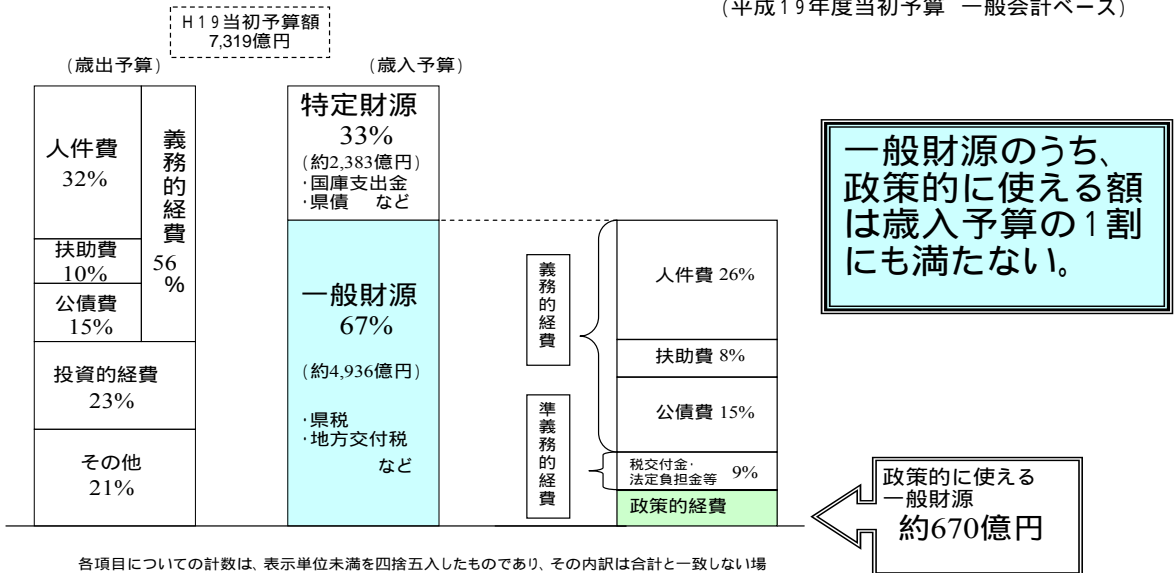 (平成19年度当初予算 一般会計ベース)
H19当初予算額
7,319億円
(歳出予算)
(歳入予算)
人件費
32%
扶助費
10%
公債費
15%
義務的経費
56
%
投資的経費
23%
その他
21%
特定財源
33%
(約2,383億円)
・国庫支出金
・県債 など
一般財源
67%
(約4,936億円)
・県税
・地方交付税
など
義務的経費
準義務的経費
人件費 26%
扶助費 8%
公債費 15%
税交付金・
法定負担金等 9%
政策的経費
一般財源のうち、
政策的に使える額
は歳入予算の1割
にも満たない。
政策的に使える
一般財源
約670億円
各項目についての計数は、表示単位未満を四捨五入したものであり、その内訳は合計と一致しない場